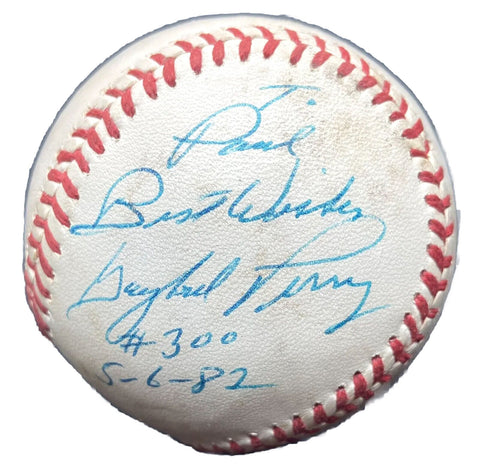 To
Paul
Best Wishes
Gaylord Perry
#300
5-6-82